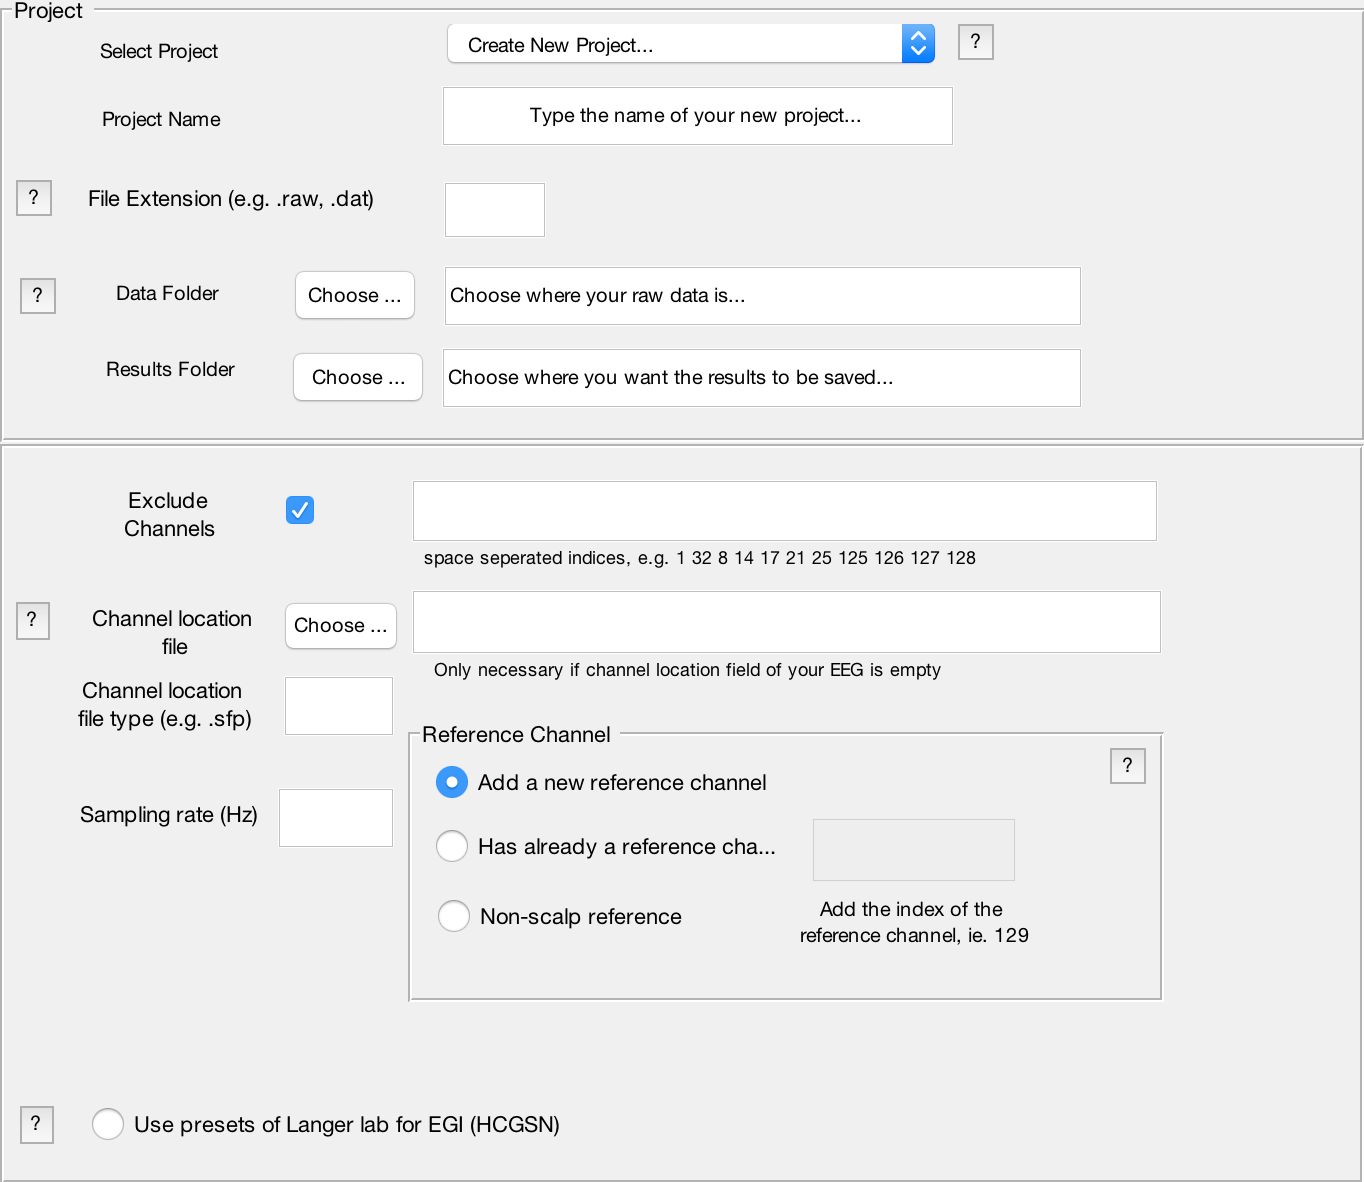 Project
Select Project
Create New Project...
?
Project Name
Type the name of your new project...
?
File Extension (e.g. .raw, .dat)
?
Data Folder
Choose ...
Choose where your raw data is...
Results Folder
Choose ...
Choose where you want the results to be saved...
Exclude
Channels
space seperated indices, e.g. 1 32 8 14 17 21 25 125 126 127 128
?
Channel location
file
Choose ...
Only necessary if channel location field of your EEG is empty
Channel location
file type (e.g. .sfp)
Sampling rate (Hz)
Reference Channel
?
Add a new reference channel
Has already a reference cha...
Non-scalp reference
Add the index of the
reference channel, ie. 129
?
Use presets of Langer lab for EGI (HCGSN)